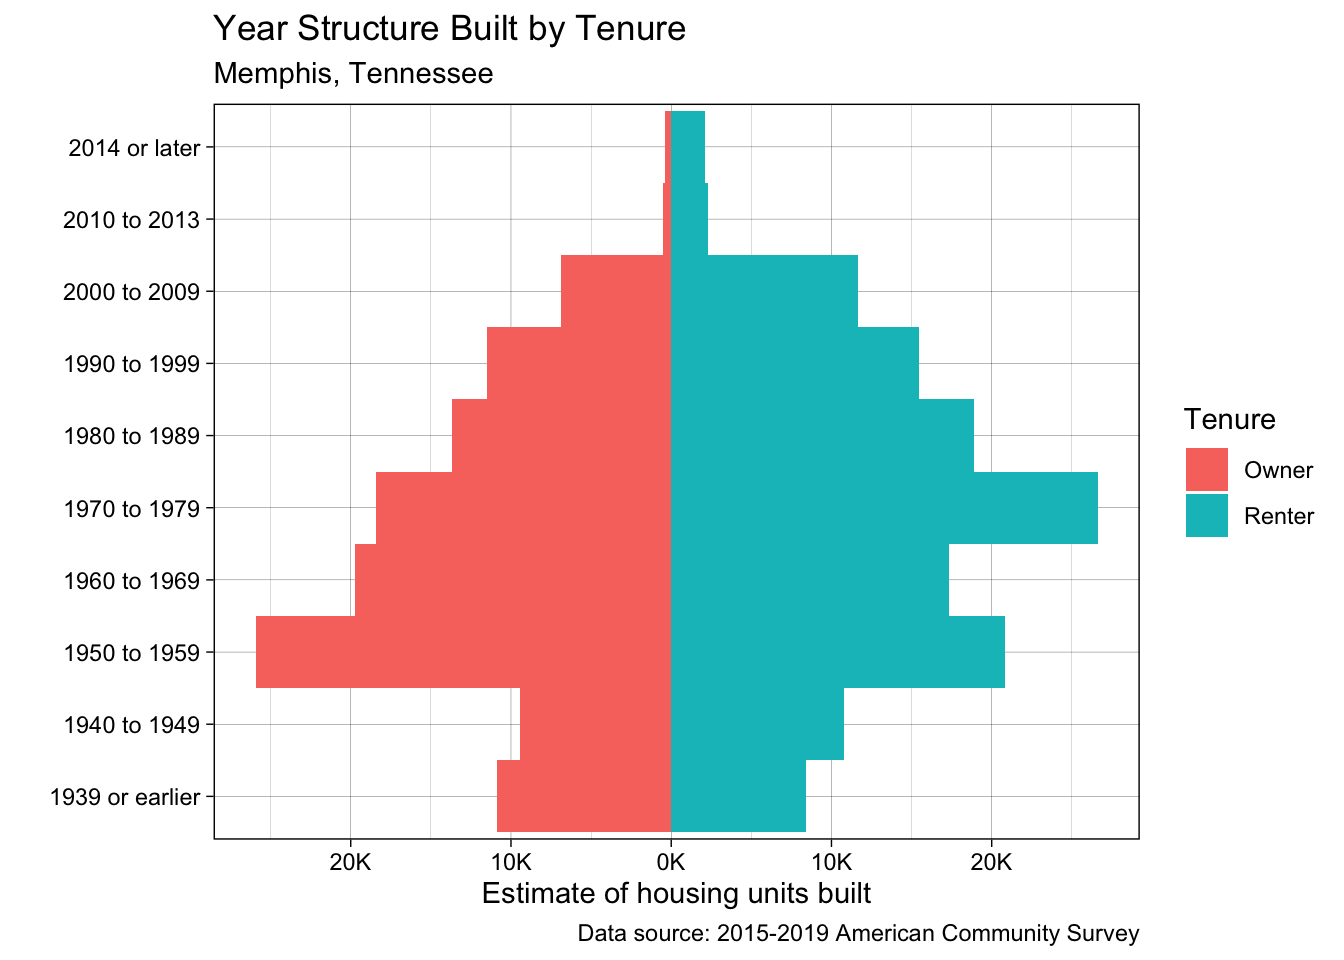 Year Structure Built by Tenure
Memphis, Tennessee
2014 or later
2010 to 2013
2000 to 2009
1990 to 1999
1980 to 1989
1970 to 1979
1960 to 1969
1950 to 1959
1940 to 1949
1939 or earlier
20K 10K 0K 10K 20K
Estimate of housing units built
Data source: 2015-2019 American Community Survey
Tenure
Owner
Renter